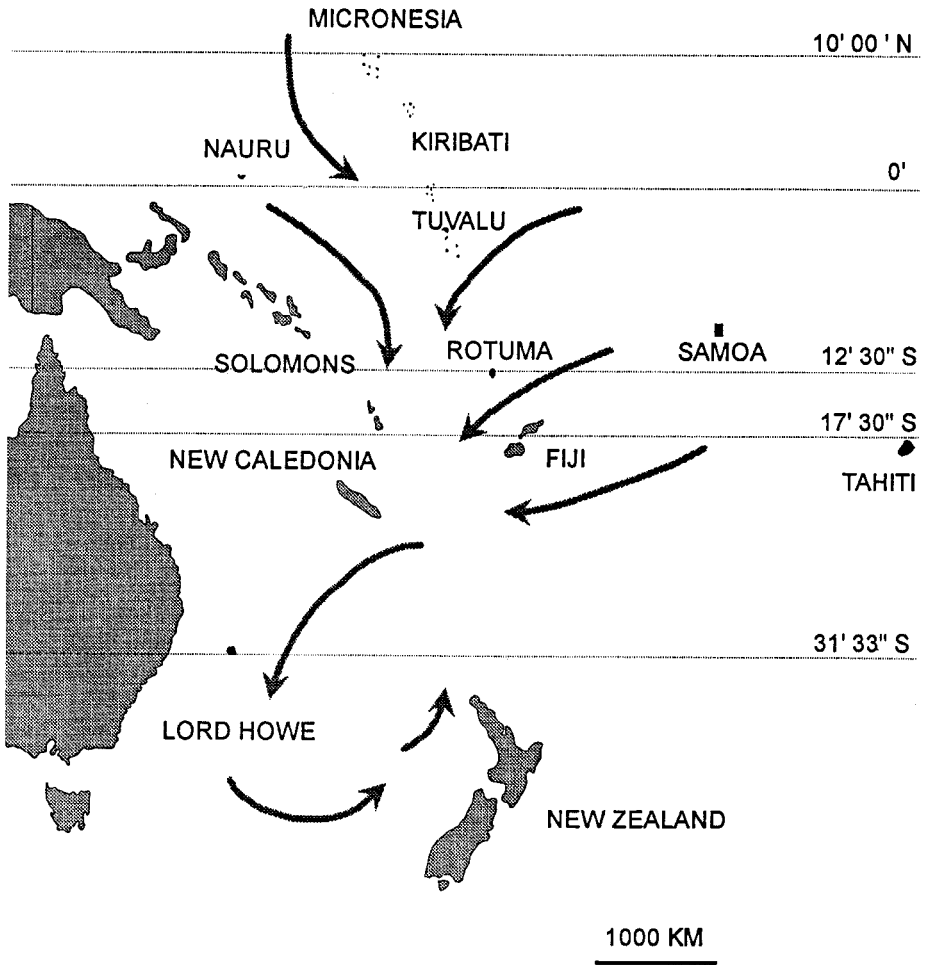 MICRONESIA
10' 00 ' N
KIRIBATI
NAURU
0'
TUVALU
SOLOMONS
ROTUMA
SAMOA
12' 30" S
17' 30" S
NEW CALEDONIA
FIJI
TAHITI
31' 33" S
LORD HOWE
NEW ZEALAND
1000 KM